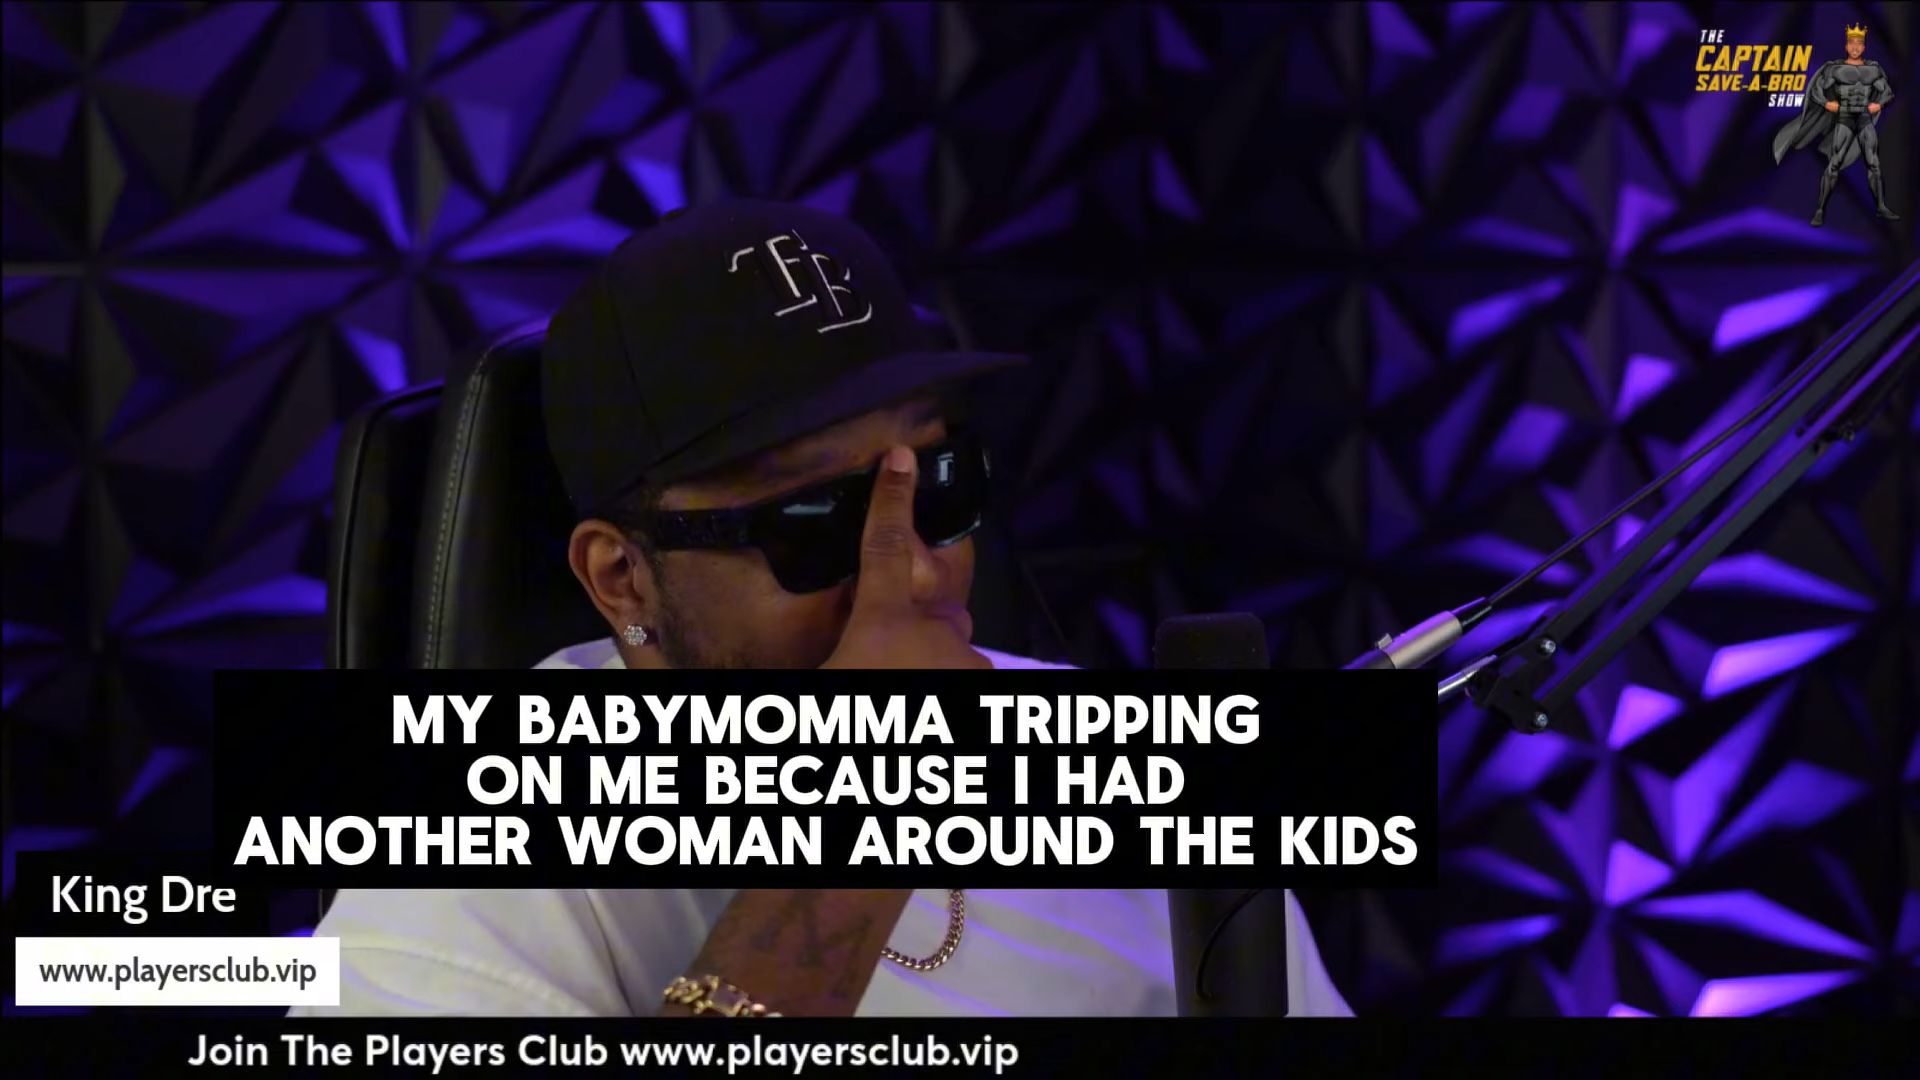 THE
CAPTAIN
SAVE-A-BRO
SHOW
TB
MY BABYMOMMA TRIPPING
ON ME BECAUSE I HAD
ANOTHER WOMAN AROUND THE KIDS
King Dre
www.playersclub.vip
Join The Players Club www.playersclub.vip